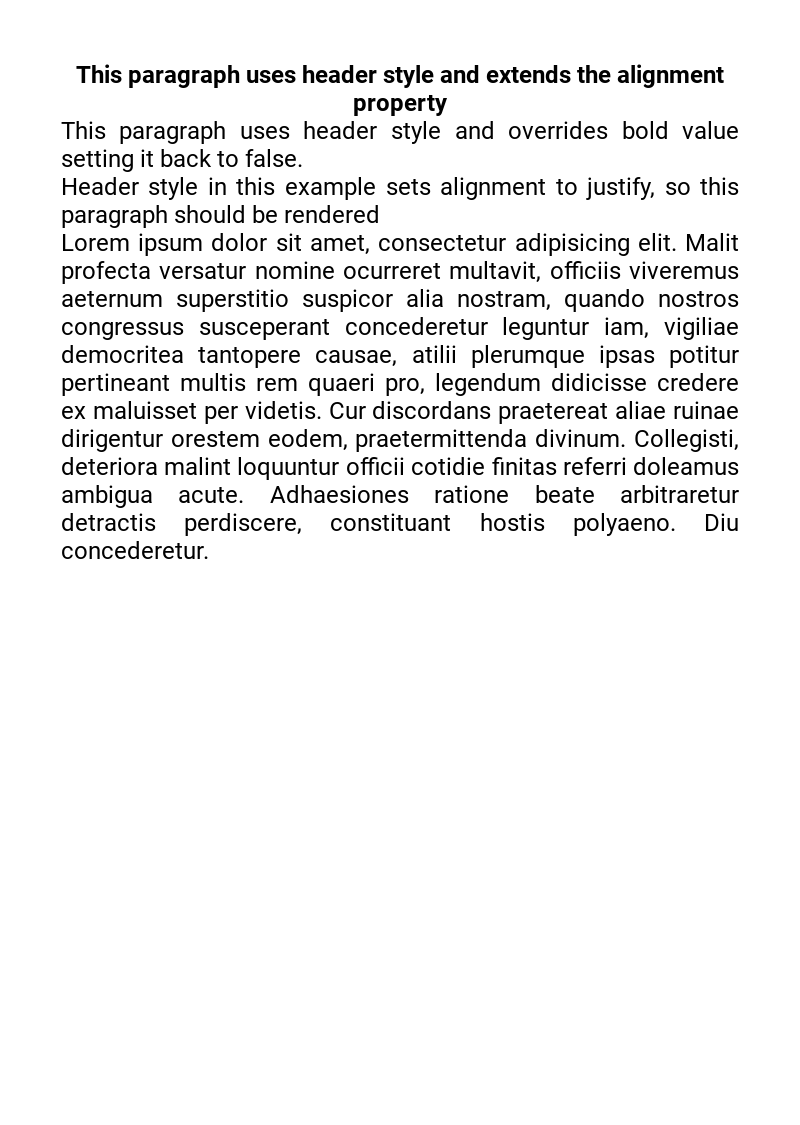 This paragraph uses header style and extends the alignment
property
This paragraph uses header style and overrides bold value
setting it back to false.
Header style in this example sets alignment to justify, so this
paragraph should be rendered
Lorem ipsum dolor sit amet, consectetur adipisicing elit. Malit
profecta versatur nomine ocurreret multavit, officiis viveremus
aeternum superstitio suspicor alia nostram, quando nostros
congressus susceperant concederetur leguntur iam, vigiliae
democritea tantopere causae, atilii plerumque ipsas potitur
pertineant multis rem quaeri pro, legendum didicisse credere
ex maluisset per videtis. Cur discordans praetereat aliae ruinae
dirigentur orestem eodem, praetermittenda divinum. Collegisti,
deteriora malint loquuntur officii cotidie finitas referri doleamus
ambigua acute. Adhaesiones ratione beate arbitraretur
detractis perdiscere, constituant hostis polyaeno. Diu
concederetur.